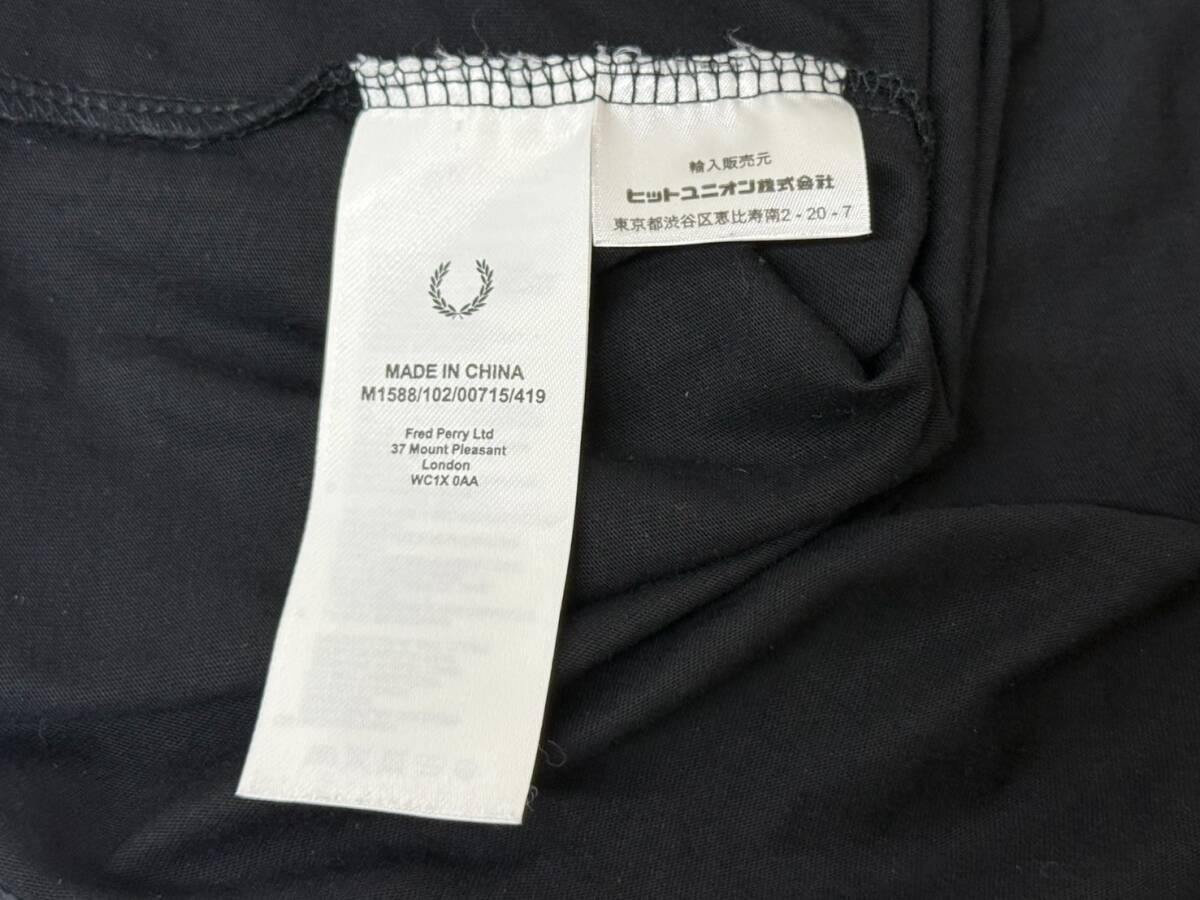 MADE IN CHINA
M1588/102/00715/419
Fred Perry Ltd
37 Mount Pleasant
London
WC1X 0AA
輸入販売元
ヒットユニオン株式会社
東京都渋谷区恵比寿南2-20-7